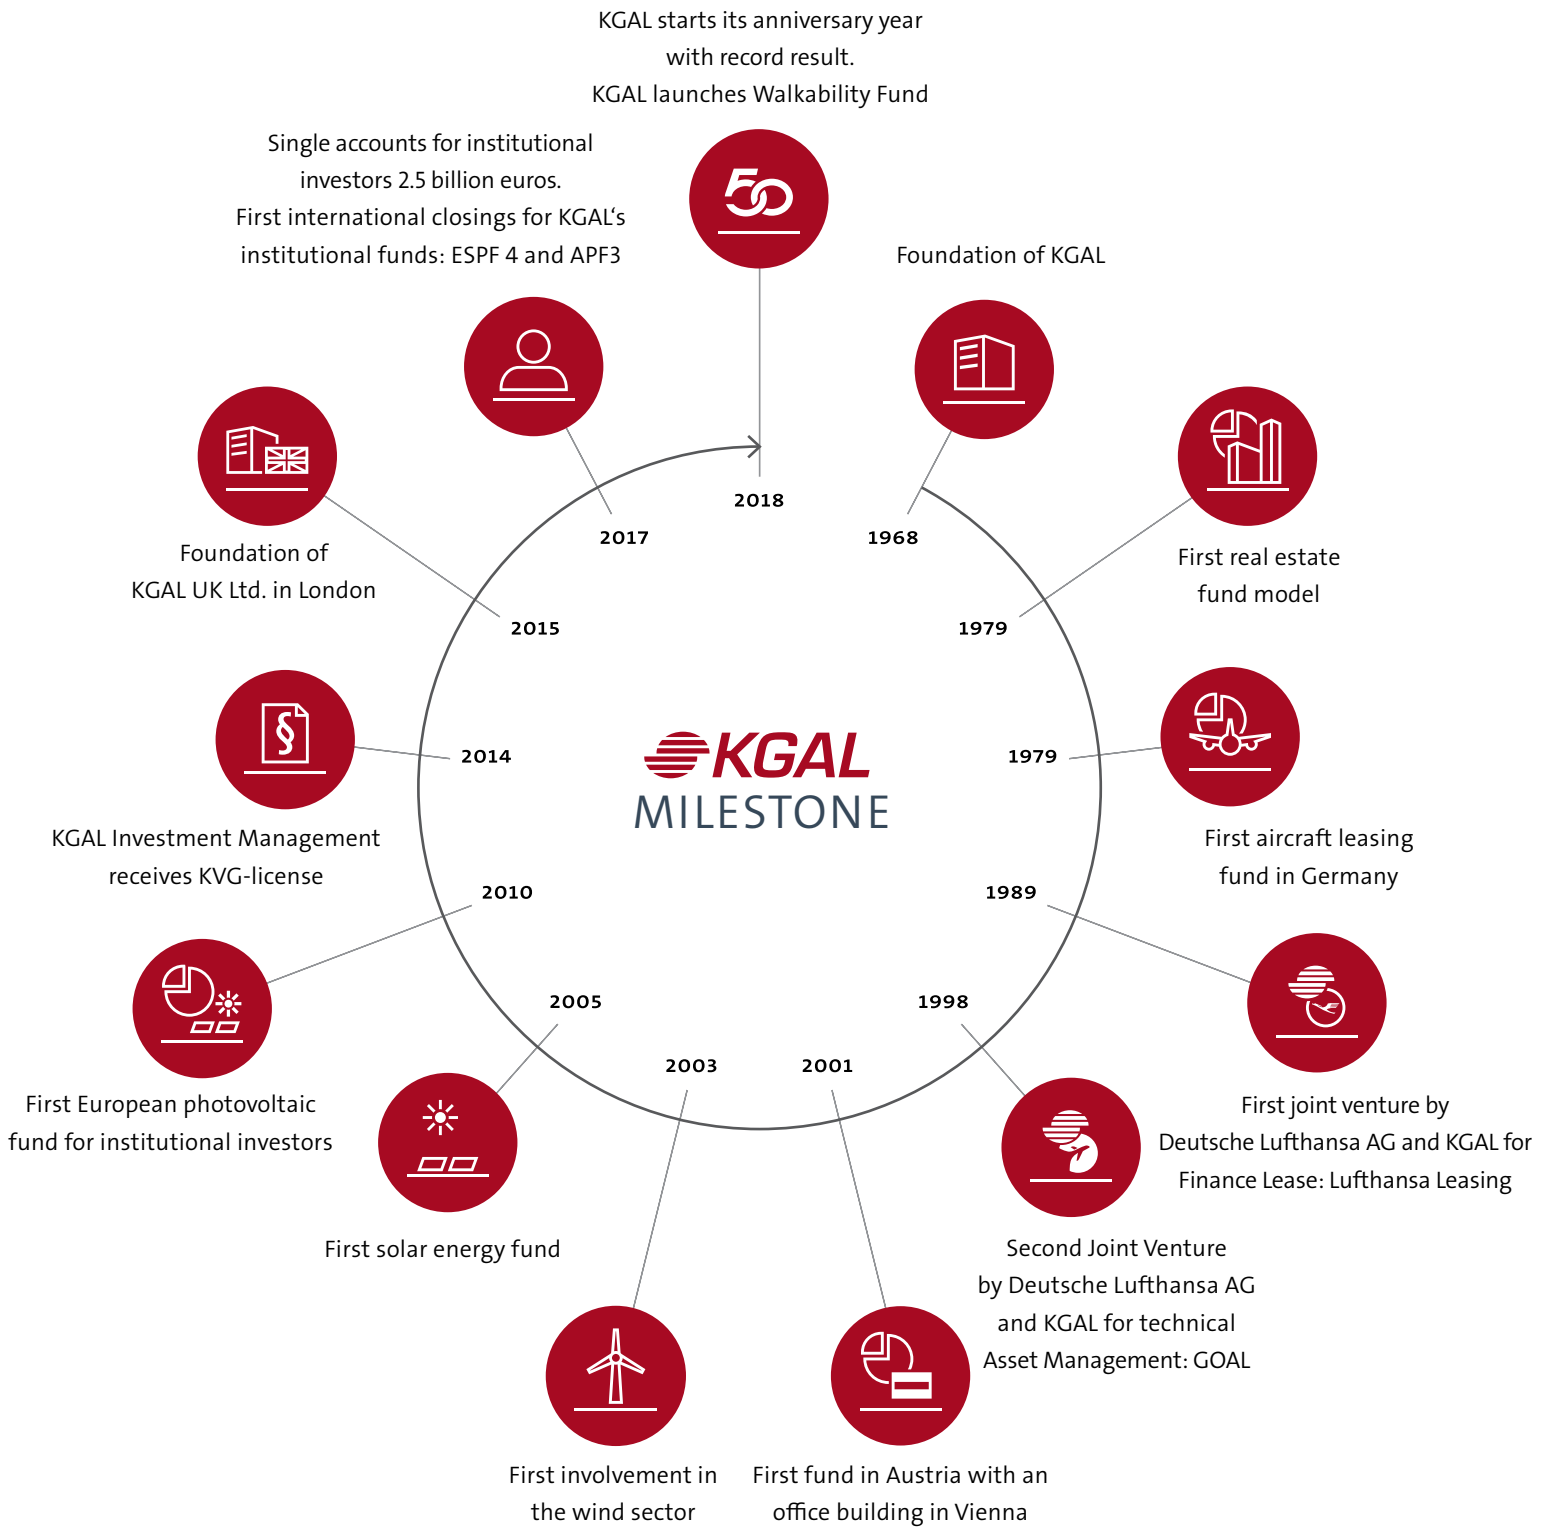 KGAL starts its anniversary year
with record result.
KGAL launches Walkability Fund
50
2018
Foundation of KGAL
1968
First real estate
fund model
1979
First aircraft leasing
fund in Germany
1979
First joint venture by
Deutsche Lufthansa AG and KGAL for
Finance Lease: Lufthansa Leasing
1989
Second Joint Venture
by Deutsche Lufthansa AG
and KGAL for technical
Asset Management: GOAL
1998
First fund in Austria with an
office building in Vienna
2001
First involvement in
the wind sector
2003
First solar energy fund
2005
First European photovoltaic
fund for institutional investors
2010
§
KGAL Investment Management
receives KVG-license
2014
Foundation of
KGAL UK Ltd. in London
2015
Single accounts for institutional
investors 2.5 billion euros.
First international closings for KGAL‘s
institutional funds: ESPF 4 and APF3
2017
KGAL
MILESTONE